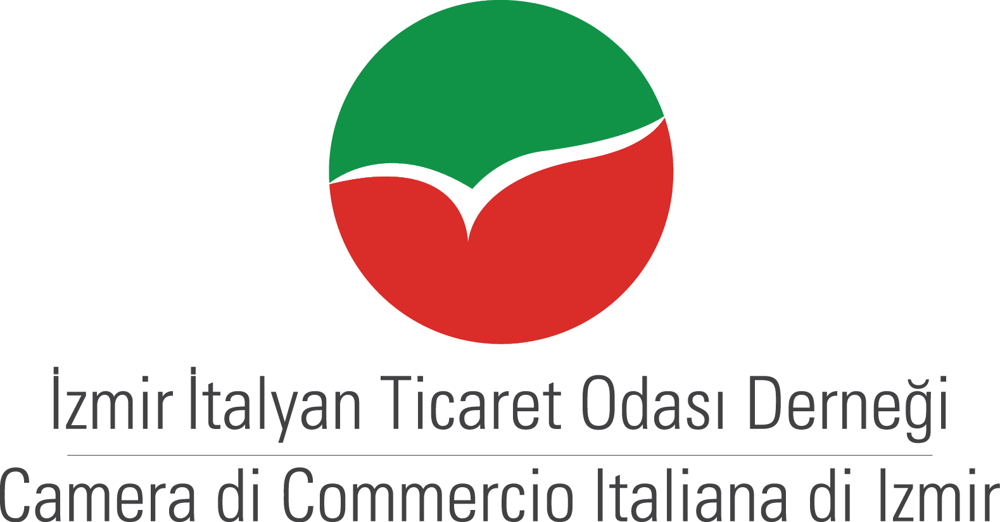 İzmir İtalyan Ticaret Odası Derneği
Camera di Commercio Italiana di Izmir